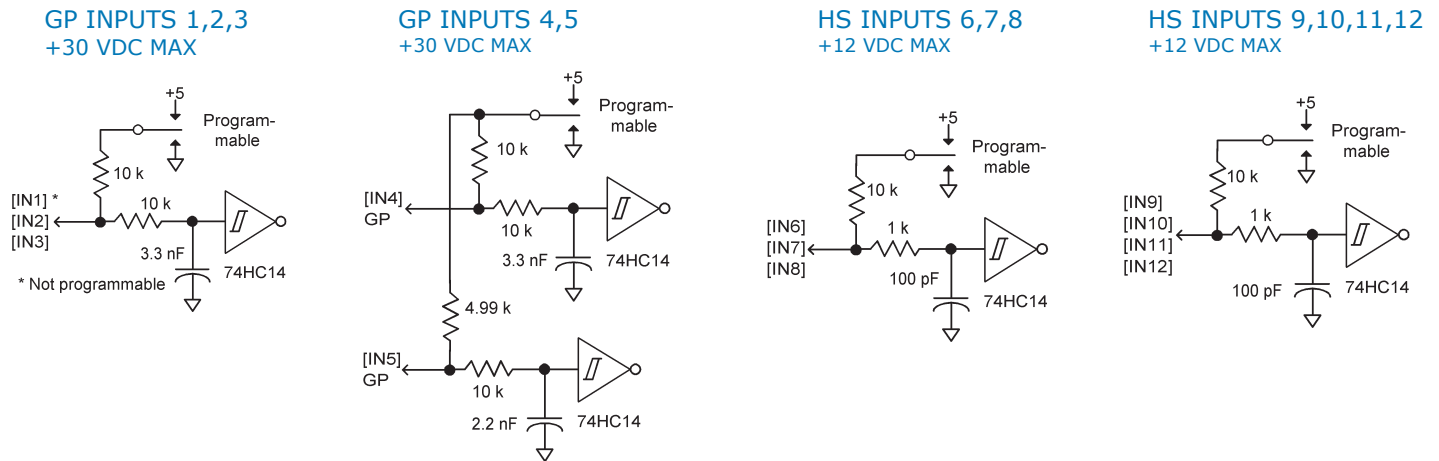 GP INPUTS 1,2,3
+30 VDC MAX
+5
Program-
mable
10 k
10 k
[IN1] *
[IN2]
[IN3]
3.3 nF
74HC14
* Not programmable
GP INPUTS 4,5
+30 VDC MAX
+5
Program-
mable
10 k
[IN4]
GP
10 k
3.3 nF
74HC14
4.99 k
[IN5]
GP
10 k
2.2 nF
74HC14
HS INPUTS 6,7,8
+12 VDC MAX
+5
Program-
mable
10 k
1 k
[IN6]
[IN7]
[IN8]
100 pF
74HC14
HS INPUTS 9,10,11,12
+12 VDC MAX
+5
Program-
mable
10 k
1 k
[IN9]
[IN10]
[IN11]
[IN12]
100 pF
74HC14